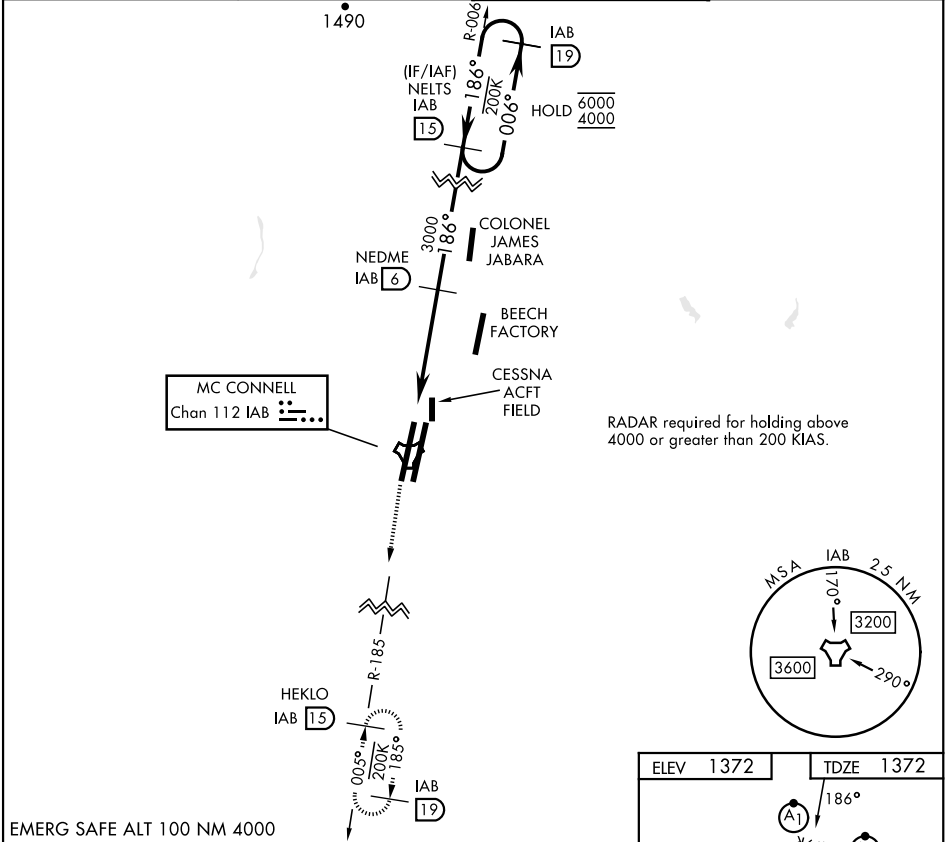 1490
R-006
IAB
19
(IF/IAF)
NELTS
IAB
15
186°
200K
006°
HOLD 6000
4000
3000
186°
COLONEL
JAMES
JABARA
NEDME
IAB 6
BEECH
FACTORY
CESSNA
ACFT
FIELD
MC CONNELL
Chan 112 IAB
RADAR required for holding above
4000 or greater than 200 KIAS.
MSA IAB 25 NM
170°
3200
3600
290°
R-185
HEKLO
IAB 15
005°
200K
185°
IAB
19
EMERG SAFE ALT 100 NM 4000
ELEV 1372
TDZE 1372
186°
A1